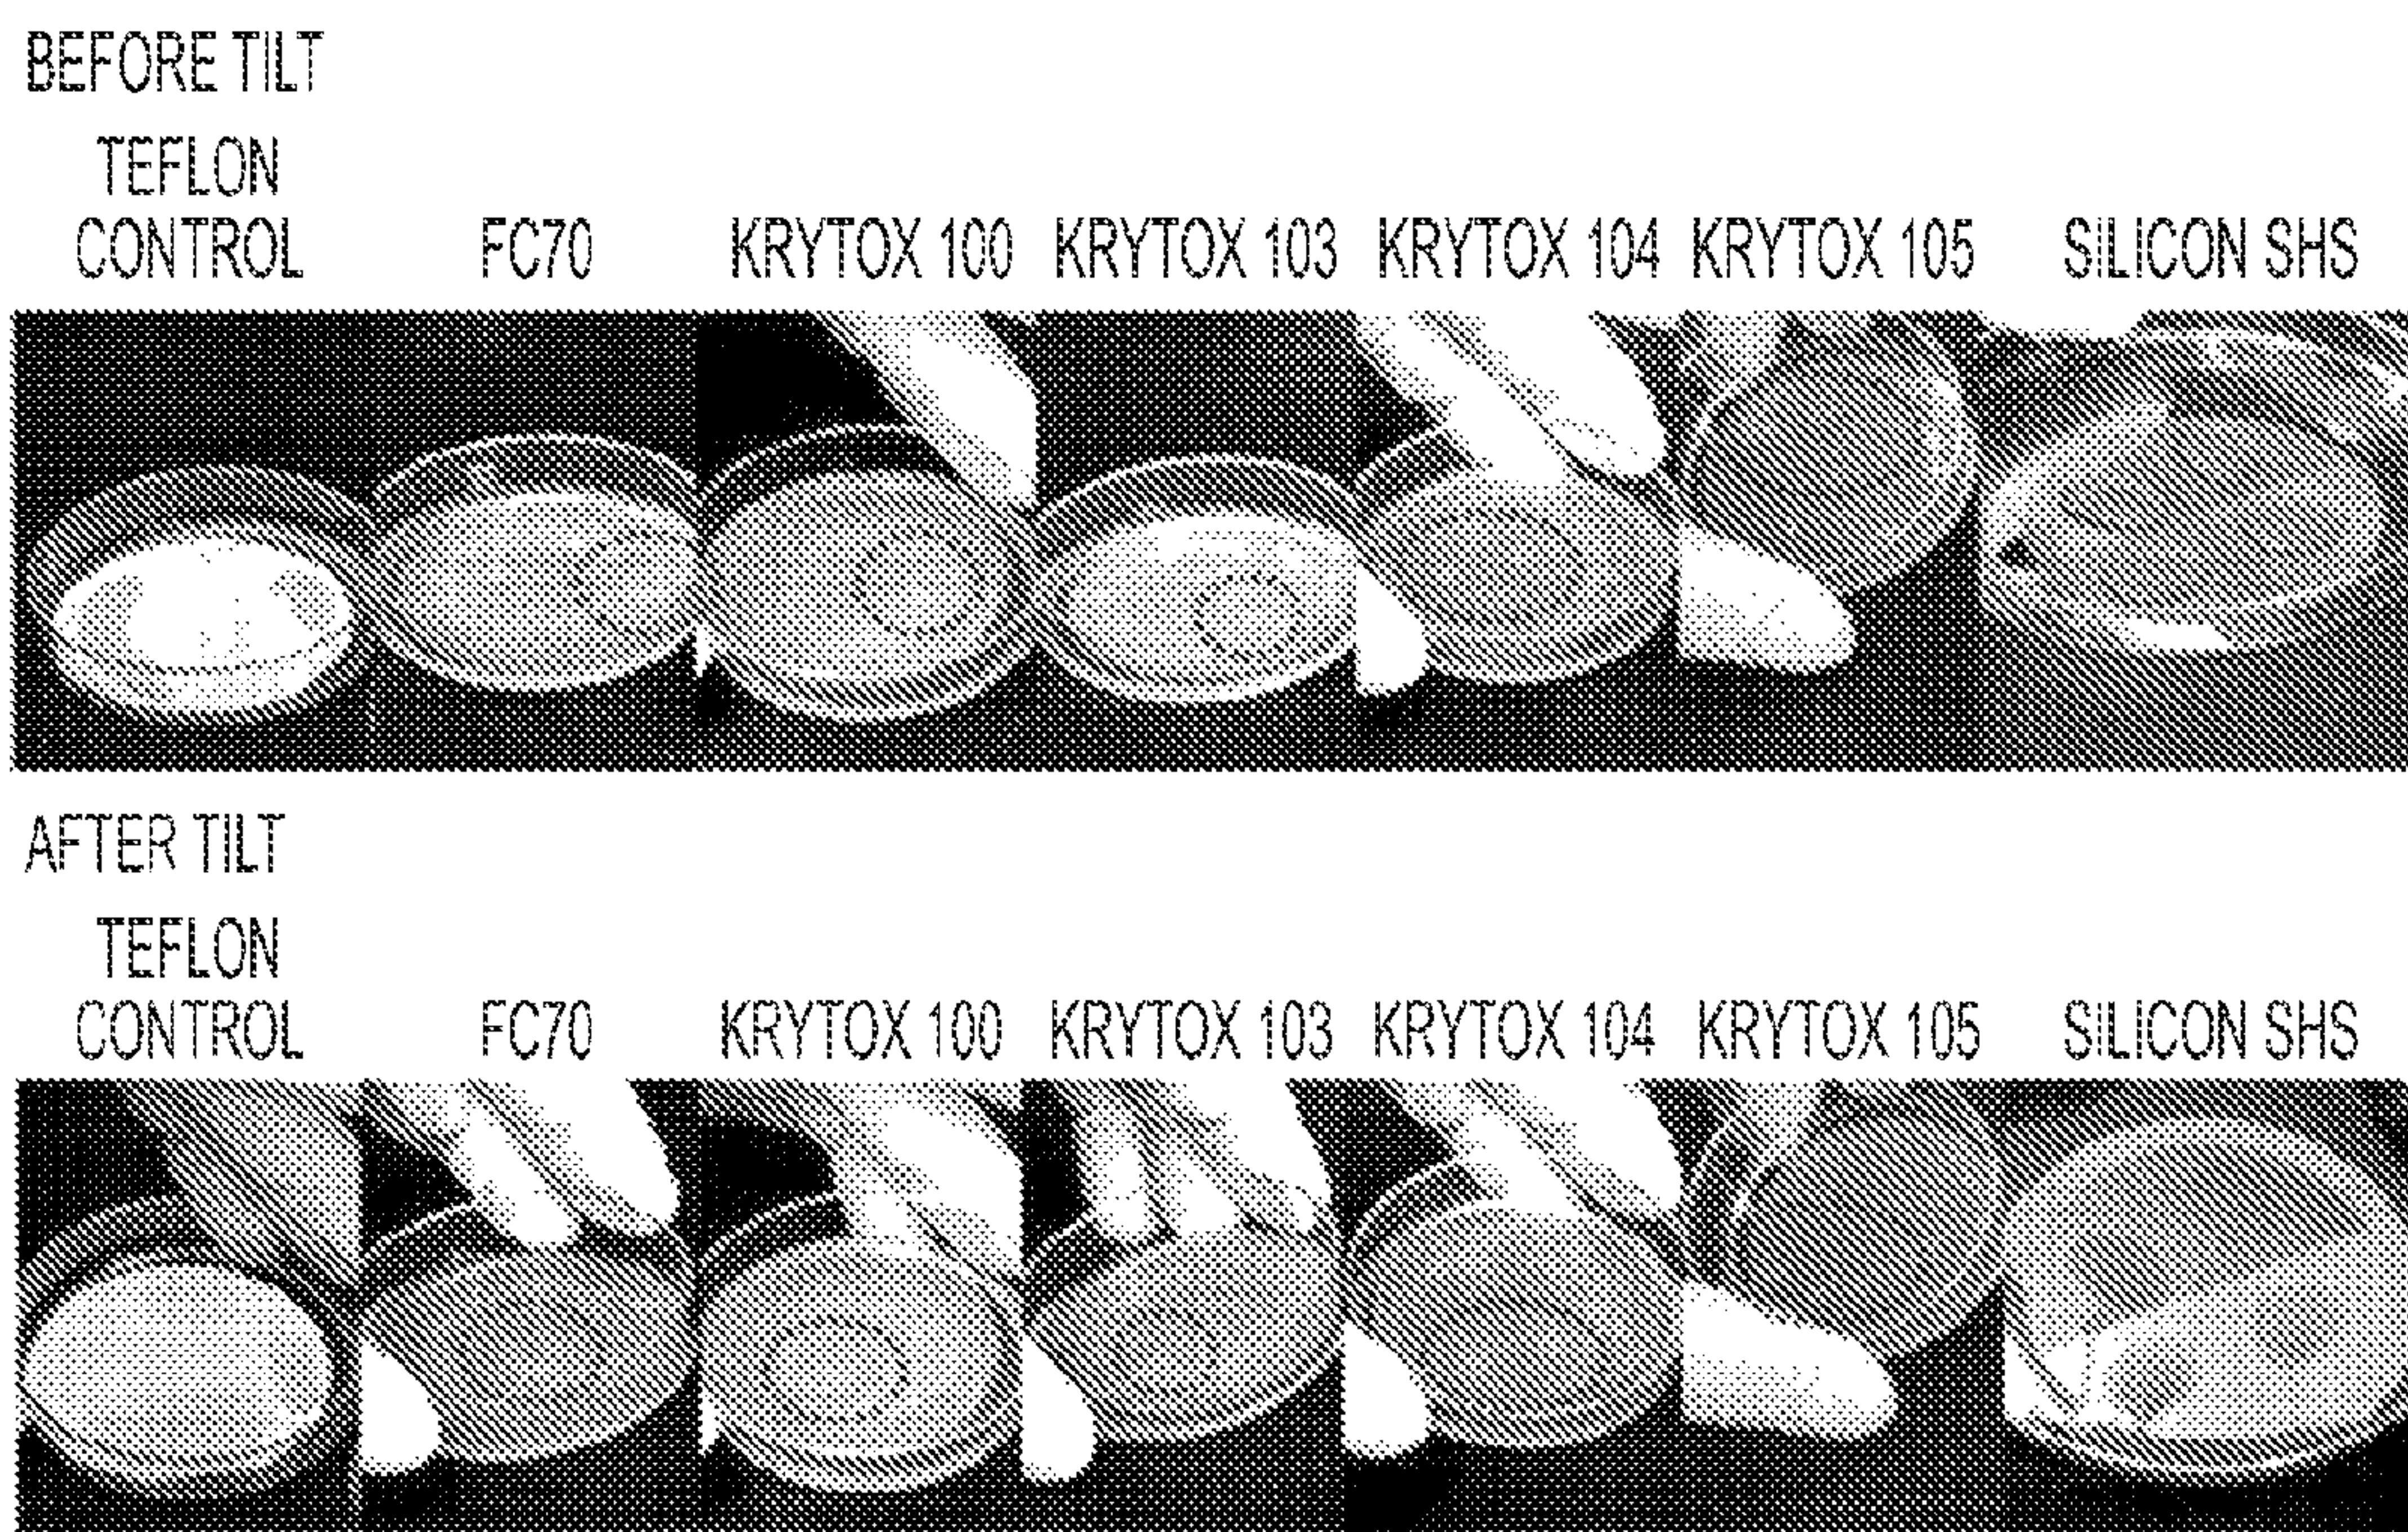 BEFORE TILT
TEFLON
CONTROL FC70 KRYTOX 100 KRYTOX 103 KRYTOX 104 KRYTOX 105 SILICON SHS
AFTER TILT
TEFLON
CONTROL FC70 KRYTOX 100 KRYTOX 103 KRYTOX 104 KRYTOX 105 SILICON SHS